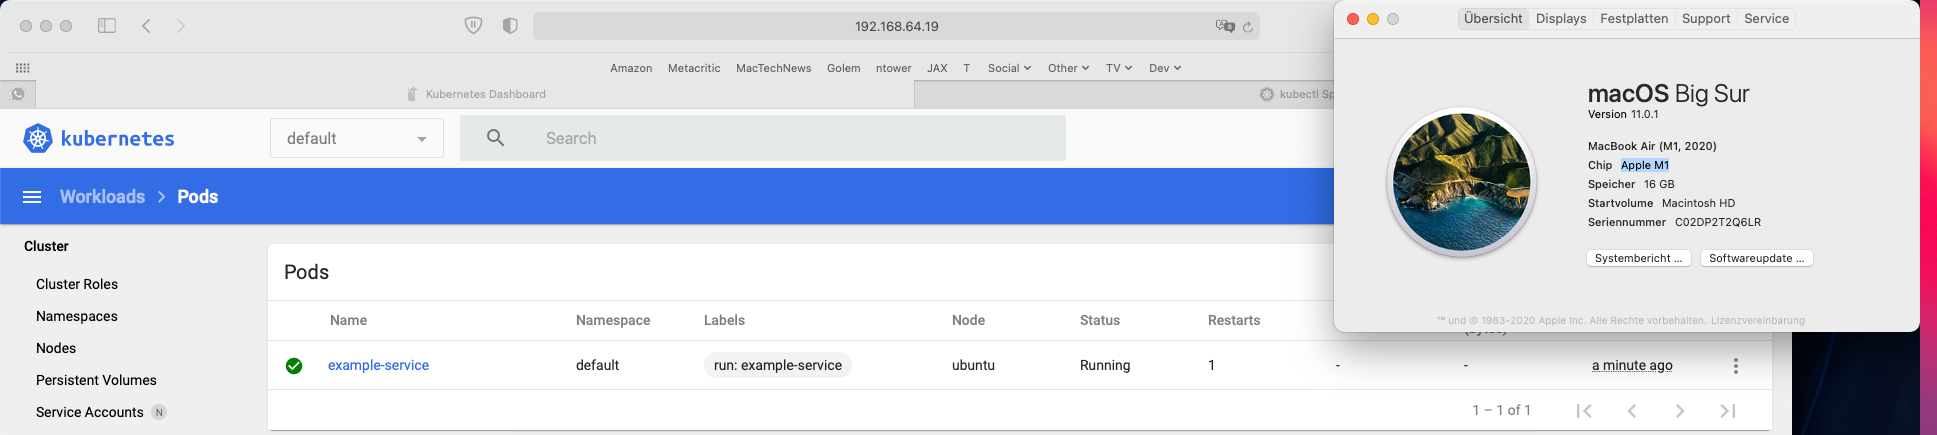 192.168.64.19
Amazon Metacritic MacTechNews Golem ntower JAX T Social Other TV Dev
Kubernetes Dashboard
kubectl Sp
kubernetes
default
Search
Workloads > Pods
Cluster
Cluster Roles
Namespaces
Nodes
Persistent Volumes
Service Accounts N
Pods
Name Namespace Labels Node Status Restarts
example-service default run: example-service ubuntu Running 1 - - a minute ago
1 – 1 of 1
Übersicht Displays Festplatten Support Service
macOS Big Sur
Version 11.0.1
MacBook Air (M1, 2020)
Chip Apple M1
Speicher 16 GB
Startvolume Macintosh HD
Seriennummer C02DP2T2Q6LR
Systembericht ... Softwareupdate ...
™ und © 1983-2020 Apple Inc. Alle Rechte vorbehalten. Lizenzvereinbarung